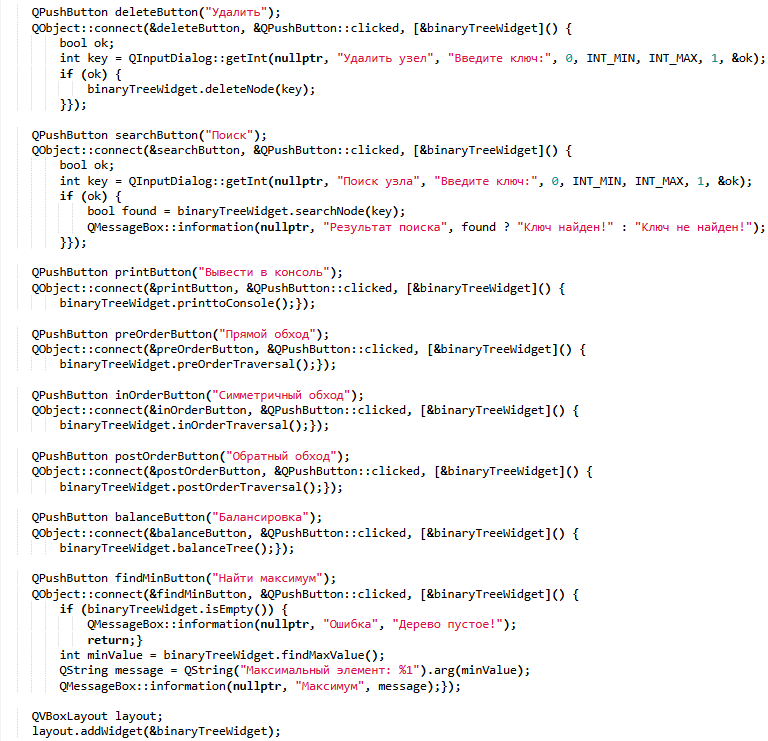 QPushButton deleteButton("Удалить");
QObject::connect(&deleteButton, &QPushButton::clicked, [&binaryTreeWidget]() {
    bool ok;
    int key = QInputDialog::getInt(nullptr, "Удалить узел", "Введите ключ:", 0, INT_MIN, INT_MAX, 1, &ok);
    if (ok) {
        binaryTreeWidget.deleteNode(key);
    }});

QPushButton searchButton("Поиск");
QObject::connect(&searchButton, &QPushButton::clicked, [&binaryTreeWidget]() {
    bool ok;
    int key = QInputDialog::getInt(nullptr, "Поиск узла", "Введите ключ:", 0, INT_MIN, INT_MAX, 1, &ok);
    if (ok) {
        bool found = binaryTreeWidget.searchNode(key);
        QMessageBox::information(nullptr, "Результат поиска", found ? "Ключ найден!" : "Ключ не найден!");
    }});

QPushButton printButton("Вывести в консоль");
QObject::connect(&printButton, &QPushButton::clicked, [&binaryTreeWidget]() {
    binaryTreeWidget.printtoConsole();});

QPushButton preOrderButton("Прямой обход");
QObject::connect(&preOrderButton, &QPushButton::clicked, [&binaryTreeWidget]() {
    binaryTreeWidget.preOrderTraversal();});

QPushButton inOrderButton("Симметричный обход");
QObject::connect(&inOrderButton, &QPushButton::clicked, [&binaryTreeWidget]() {
    binaryTreeWidget.inOrderTraversal();});

QPushButton postOrderButton("Обратный обход");
QObject::connect(&postOrderButton, &QPushButton::clicked, [&binaryTreeWidget]() {
    binaryTreeWidget.postOrderTraversal();});

QPushButton balanceButton("Балансировка");
QObject::connect(&balanceButton, &QPushButton::clicked, [&binaryTreeWidget]() {
    binaryTreeWidget.balanceTree();});

QPushButton findMinButton("Найти максимум");
QObject::connect(&findMinButton, &QPushButton::clicked, [&binaryTreeWidget]() {
    if (binaryTreeWidget.isEmpty()) {
        QMessageBox::information(nullptr, "Ошибка", "Дерево пустое!");
        return;}
    int minValue = binaryTreeWidget.findMaxValue();
    QString message = QString("Максимальный элемент: %1").arg(minValue);
    QMessageBox::information(nullptr, "Максимум", message);});

QVBoxLayout layout;
layout.addWidget(&binaryTreeWidget);